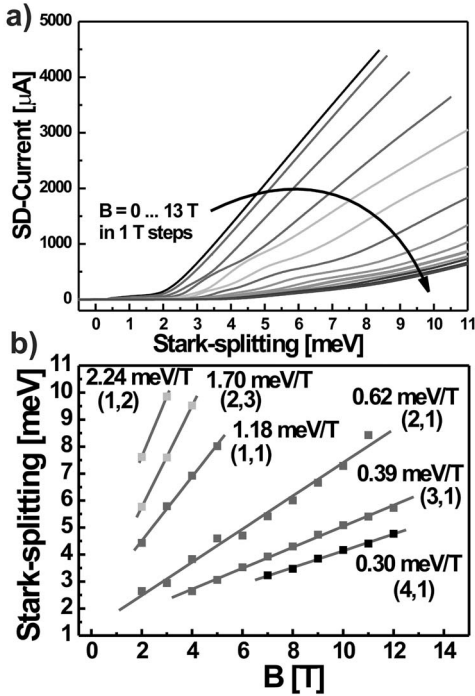 a)
5000
4000
3000
2000
1000
0
SD-Current [µA]
B = 0 ... 13 T
in 1 T steps
0 1 2 3 4 5 6 7 8 9 10 11
Stark-splitting [meV]
b)
11
10
9
8
7
6
5
4
3
2
1
Stark-splitting [meV]
2.24 meV/T
(1,2)
1.70 meV/T
(2,3)
1.18 meV/T
(1,1)
0.62 meV/T
(2,1)
0.39 meV/T
(3,1)
0.30 meV/T
(4,1)
0 2 4 6 8 10 12 14
B [T]